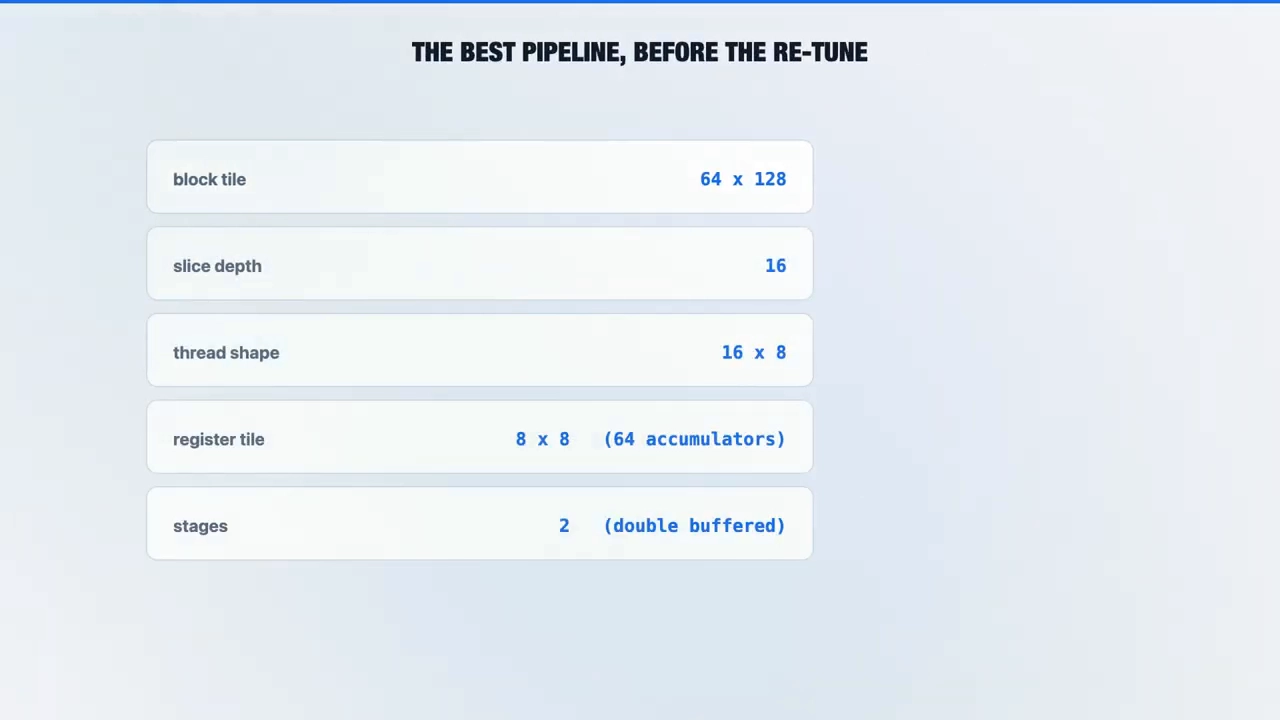 THE BEST PIPELINE, BEFORE THE RE-TUNE
block tile 64 x 128
slice depth 16
thread shape 16 x 8
register tile 8 x 8 (64 accumulators)
stages 2 (double buffered)